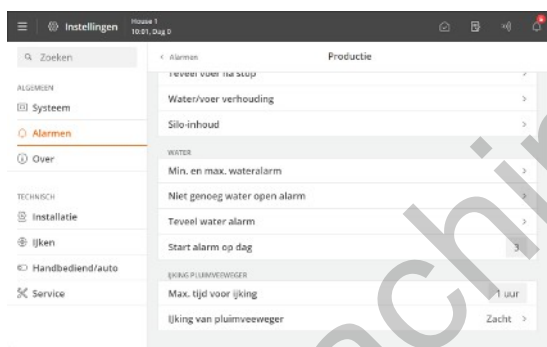 Instellingen
House 1
10:01, Dag 0
Zoeken
ALGEMEEN
Systeem
Alarmen
Over
TECHNISCH
Installatie
IJken
Handbediend/auto
Service
Alarmen
Productie
Teveel voer na stop
Water/voer verhouding
Silo-inhoud
WATER
Min. en max. wateralarm
Niet genoeg water open alarm
Teveel water alarm
Start alarm op dag 3
IJKING PLUIMVEEWEGER
Max. tijd voor ijking 1 uur
IJking van pluimveeweger Zacht